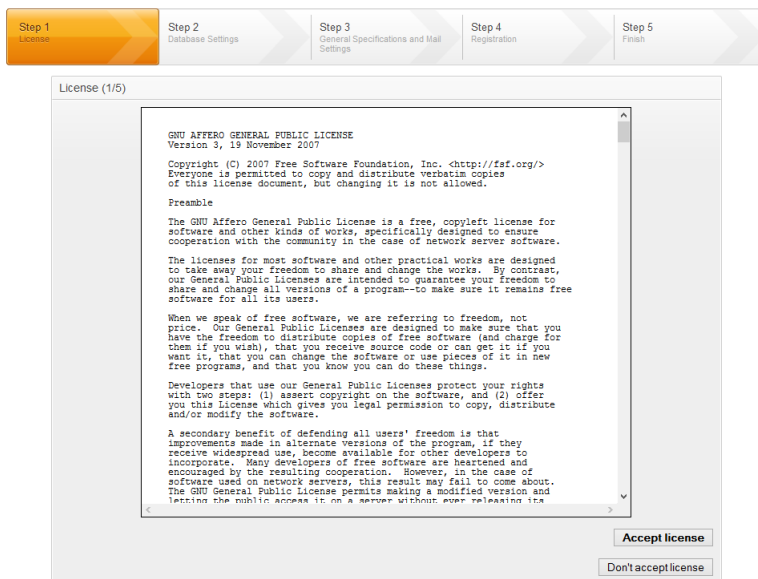 Step 1
License
Step 2
Database Settings
Step 3
General Specifications and Mail
Settings
Step 4
Registration
Step 5
Finish
License (1/5)
GNU AFFERO GENERAL PUBLIC LICENSE
Version 3, 19 November 2007
Copyright (C) 2007 Free Software Foundation, Inc. <http://fsf.org/>
Everyone is permitted to copy and distribute verbatim copies
of this license document, but changing it is not allowed.
Preamble
The GNU Affero General Public License is a free, copyleft license for
software and other kinds of works, specifically designed to ensure
cooperation with the community in the case of network server software.
The licenses for most software and other practical works are designed
to take away your freedom to share and change the works.  By contrast,
our General Public Licenses are intended to guarantee your freedom to
share and change all versions of a program--to make sure it remains free
software for all its users.
When we speak of free software, we are referring to freedom, not
price.  Our General Public Licenses are designed to make sure that you
have the freedom to distribute copies of free software (and charge for
them if you wish), that you receive source code or can get it if you
want it, that you can change the software or use pieces of it in new
free programs, and that you know you can do these things.
Developers that use our General Public Licenses protect your rights
with two steps: (1) assert copyright on the software, and (2) offer
you this License which gives you legal permission to copy, distribute
and/or modify the software.
A secondary benefit of defending all users' freedom is that
improvements made in alternate versions of the program, if they
receive widespread use, become available for other developers to
incorporate.  Many developers of free software are heartened and
encouraged by the resulting cooperation.  However, in the case of
software used on network servers, this result may fail to come about.
The GNU General Public License permits making a modified version and
letting the public access it on a server without ever releasing its
Accept license
Don't accept license